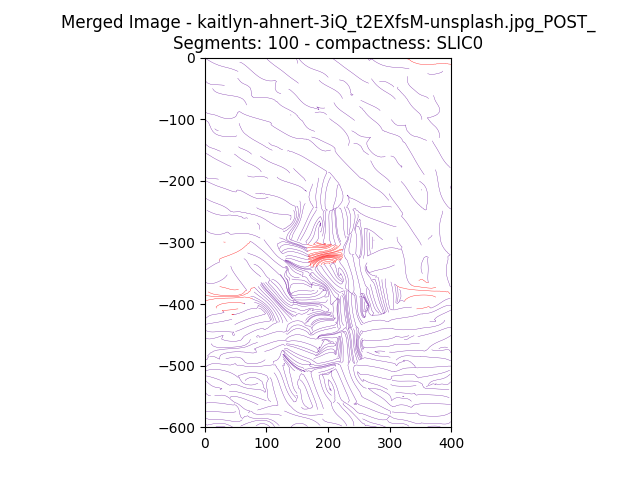 Merged Image - kaitlyn-ahnert-3iQ_t2EXfsM-unsplash.jpg_POST_
Segments: 100 - compactness: SLIC0
0
−100
−200
−300
−400
−500
−600
0 100 200 300 400